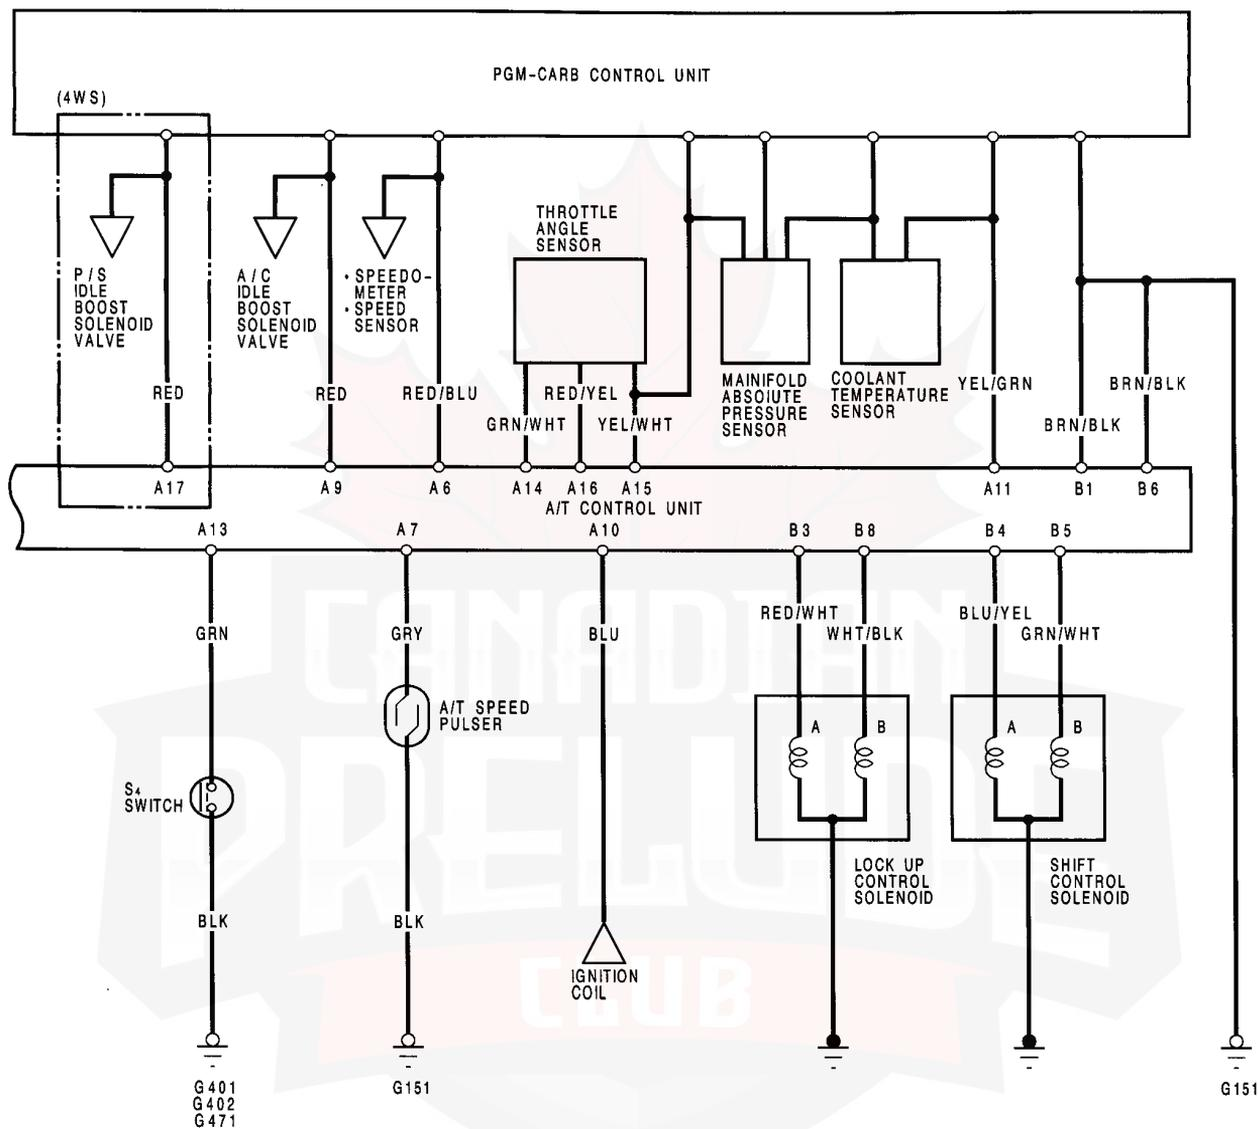 PGM-CARB CONTROL UNIT
(4WS)
P/S
IDLE
BOOST
SOLENOID
VALVE
A/C
IDLE
BOOST
SOLENOID
VALVE
•SPEEDO-
METER
•SPEED
SENSOR
THROTTLE
ANGLE
SENSOR
MAINIFOLD
ABSOIUTE
PRESSURE
SENSOR
COOLANT
TEMPERATURE
SENSOR
RED
RED
RED/BLU
RED/YEL
YEL/GRN
BRN/BLK
GRN/WHT
YEL/WHT
BRN/BLK
A17
A9
A6
A14
A16
A15
A11
B1
B6
A/T CONTROL UNIT
A13
A7
A10
B3
B8
B4
B5
GRN
GRY
BLU
RED/WHT
WHT/BLK
BLU/YEL
GRN/WHT
CANADIAN
PRELUDE
CLUB
A/T SPEED
PULSER
A
B
A
B
S4
SWITCH
LOCK UP
CONTROL
SOLENOID
SHIFT
CONTROL
SOLENOID
BLK
BLK
IGNITION
COIL
G401
G402
G471
G151
G151